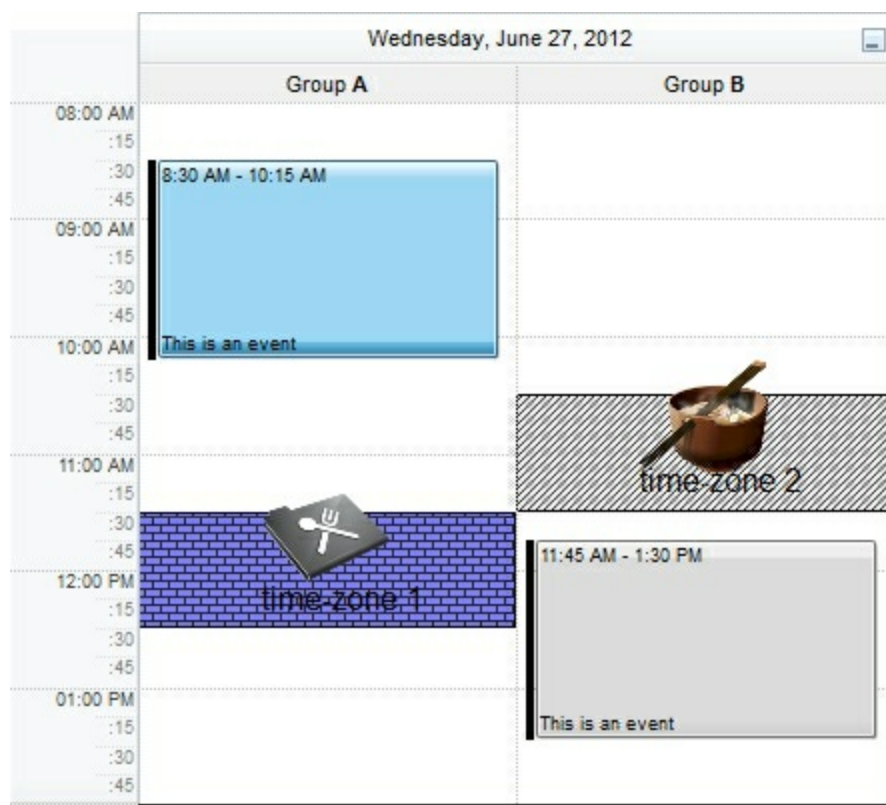 Wednesday, June 27, 2012
Group A
Group B
08:00 AM
:15
:30
8:30 AM - 10:15 AM
:45
09:00 AM
:15
:30
:45
This is an event
10:00 AM
:15
:30
:45
11:00 AM
time-zone 2
:15
:30
:45
11:45 AM - 1:30 PM
12:00 PM
time-zone 1
:15
:30
:45
01:00 PM
:15
This is an event
:30
:45